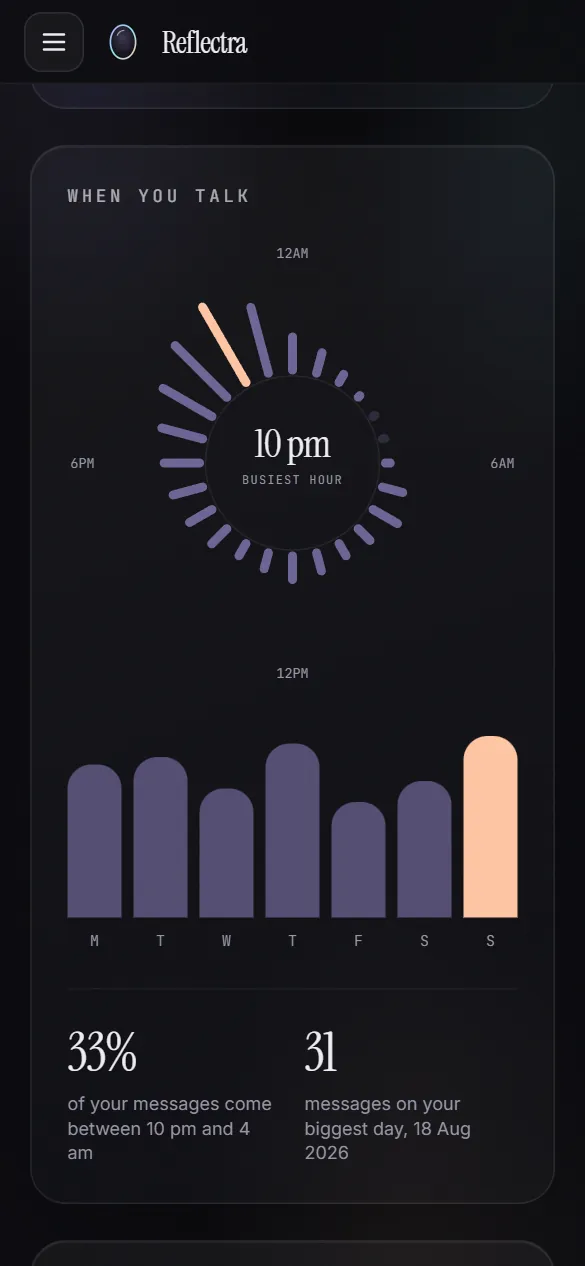 Reflectra
WHEN YOU TALK
12AM
10 pm
BUSIEST HOUR
6PM
6AM
12PM
M T W T F S S
33%
of your messages come
between 10 pm and 4
am
31
messages on your
biggest day, 18 Aug
2026